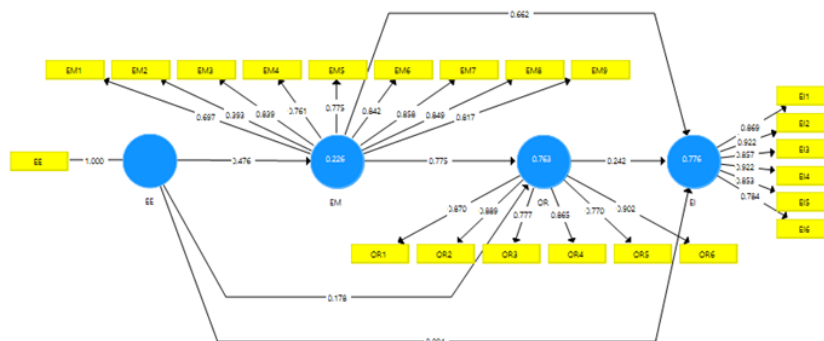 0.662
EM1 EM2 EM3 EM4 EM5 EM6 EM7 EM8 EM9
EI1
0.697 0.393 0.839 0.761 0.775 0.842 0.858 0.849 0.817
0.869
EI2
0.922
EE 1.000 0.476 0.226 0.775 0.763 0.242 0.776
0.857
EI3
0.922
EI4
0.853
EI5
0.784
EI6
EE EM OR EI
0.870 0.889 0.777 0.865 0.770 0.902
OR1 OR2 OR3 OR4 OR5 OR6
0.178